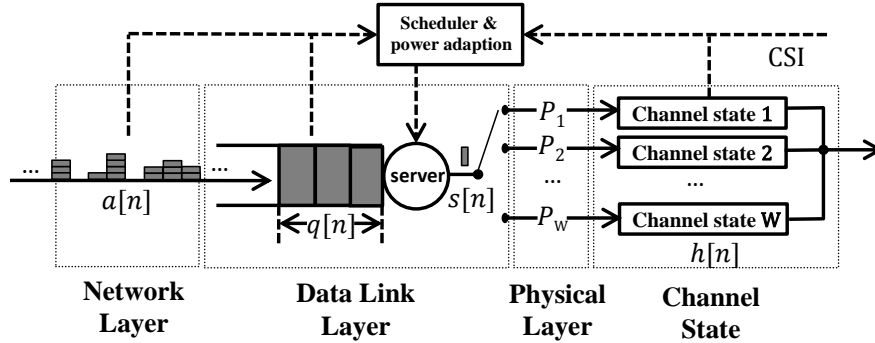 Scheduler &
power adaption
CSI
...
...
a[n]
q[n]
server
s[n]
P₁
P₂
...
P_W
Channel state 1
Channel state 2
...
Channel state W
h[n]
Network
Layer
Data Link
Layer
Physical
Layer
Channel
State